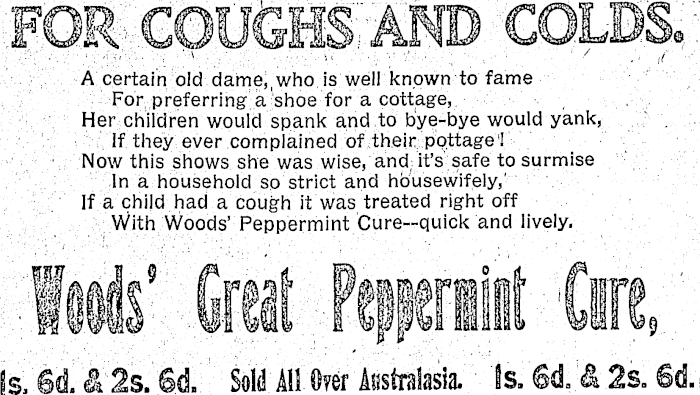 FOR COUGHS AND COLDS.
A certain old dame, who is well known to fame
For preferring a shoe for a cottage,
Her children would spank and to bye-bye would yank,
If they ever complained of their pottage!
Now this shows she was wise, and it's safe to surmise
In a household so strict and housewifely,
If a child had a cough it was treated right off
With Woods' Peppermint Cure--quick and lively.
Woods' Great Peppermint Cure,
1s. 6d. & 2s. 6d. Sold All Over Australasia. 1s. 6d. & 2s. 6d.